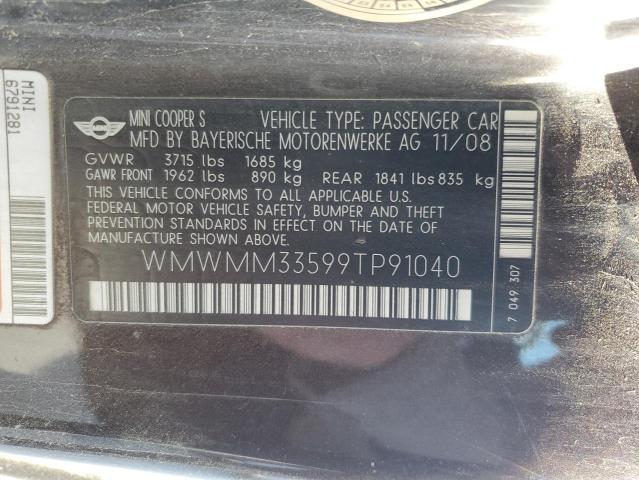 MINI
6791281
MINI
MINI COOPER S VEHICLE TYPE: PASSENGER CAR
MFD BY BAYERISCHE MOTORENWERKE AG 11/08
GVWR 3715 lbs 1685 kg
GAWR FRONT 1962 lbs 890 kg REAR 1841 lbs 835 kg
THIS VEHICLE CONFORMS TO ALL APPLICABLE U.S.
FEDERAL MOTOR VEHICLE SAFETY, BUMPER AND THEFT
PREVENTION STANDARDS IN EFFECT ON THE DATE OF
MANUFACTURE SHOWN ABOVE.
WMWMM33599TP91040
7 049 307